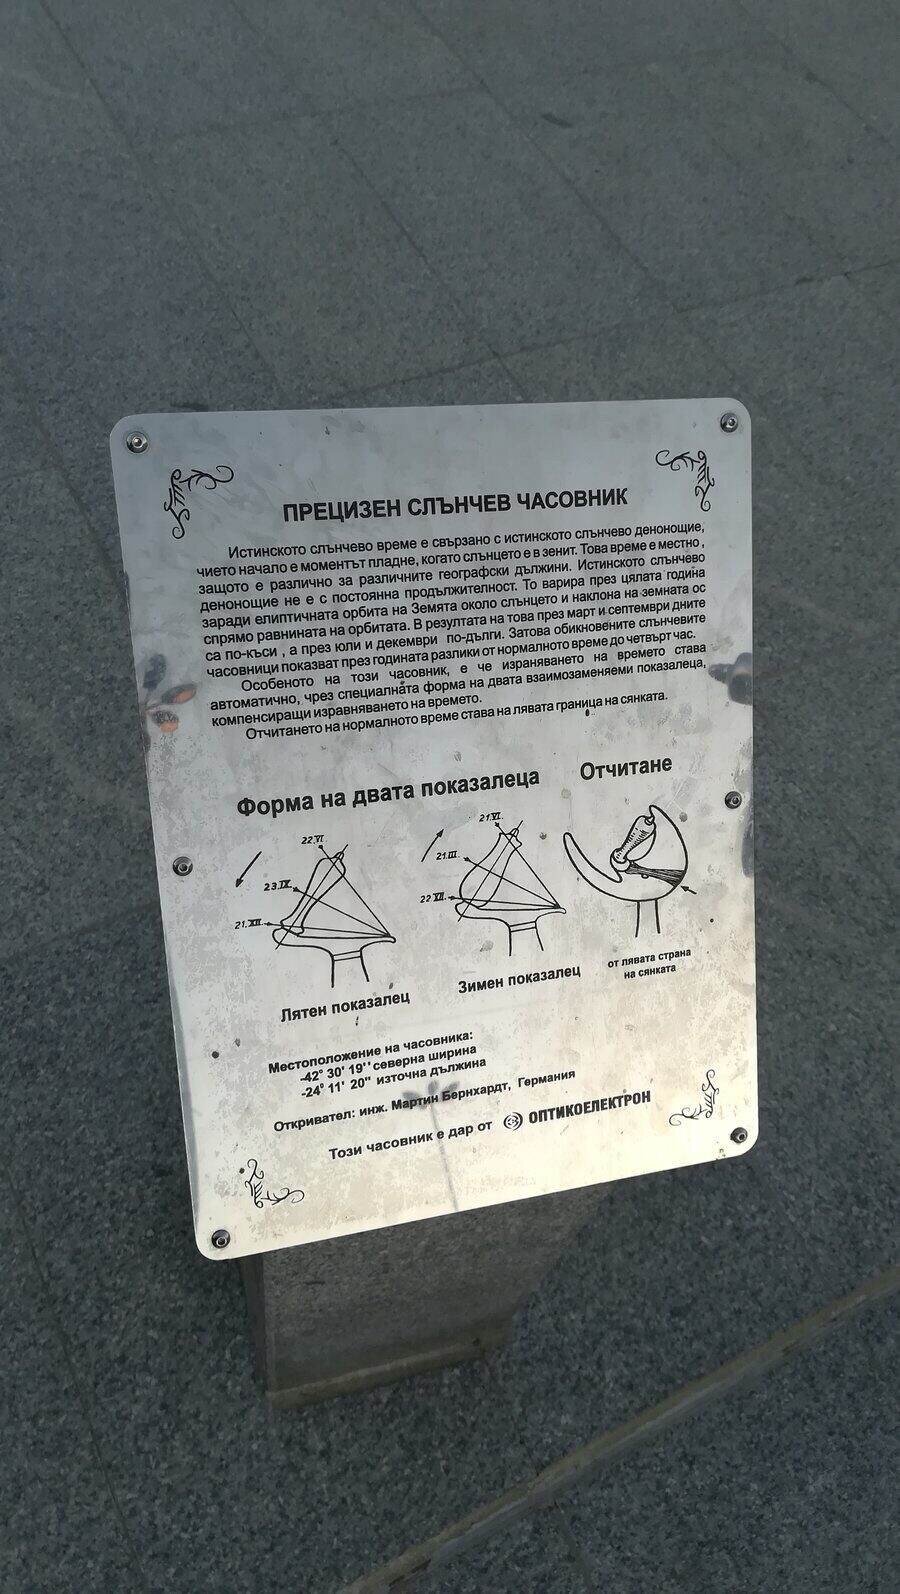 ПРЕЦИЗЕН СЛЪНЧЕВ ЧАСОВНИК
Истинското слънчево време е свързано с истинското слънчево денонощие,
чието начало е моментът пладне, когато слънцето е в зенит. Това време е местно ,
защото е различно за различните географски дължини. Истинското слънчево
денонощие не е с постоянна продължителност. То варира през цялата година
заради елиптичната орбита на Земята около слънцето и наклона на земната ос
спрямо равнината на орбитата. В резултата на това през март и септември дните
са по-къси , а през юли и декември по-дълги. Затова обикновените слънчевите
часовници показват през годината разлики от нормалното време до четвърт час.
Особеното на този часовник, е че израняването на времето става
автоматично, чрез специалната форма на двата взаимозаменяеми показалеца,
компенсиращи изравняването на времето.
Отчитането на нормалното време става на лявата граница на сянката.
Форма на двата показалеца
Отчитане
22.VI.
23.IX.
21.XII.
21.VI.
21.III.
22.VII.
Лятен показалец
Зимен показалец
от лявата страна
на сянката
Местоположение на часовника:
-42° 30' 19'' северна ширина
-24° 11' 20" източна дължина
Откривател: инж. Мартин Бернхардт, Германия
Този часовник е дар от ОПТИКОЕЛЕКТРОН